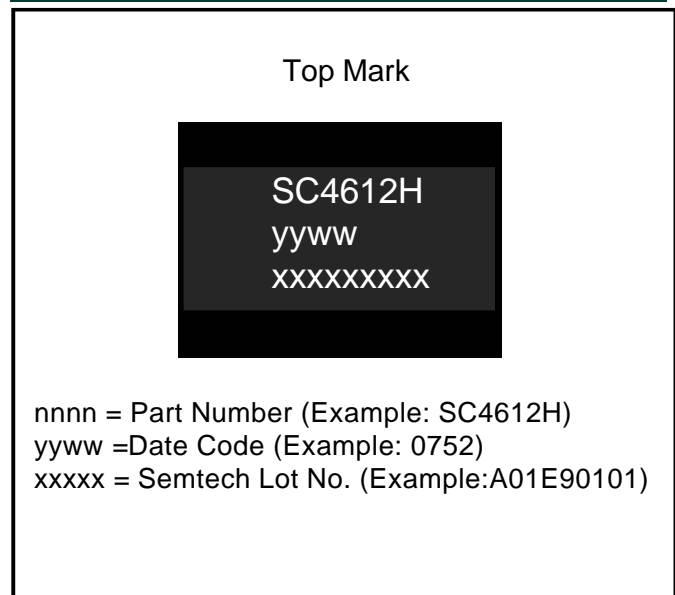 Top Mark
SC4612H
yyww
xxxxxxxxx
nnnn = Part Number (Example: SC4612H)
yyww =Date Code (Example: 0752)
xxxxx = Semtech Lot No. (Example:A01E90101)